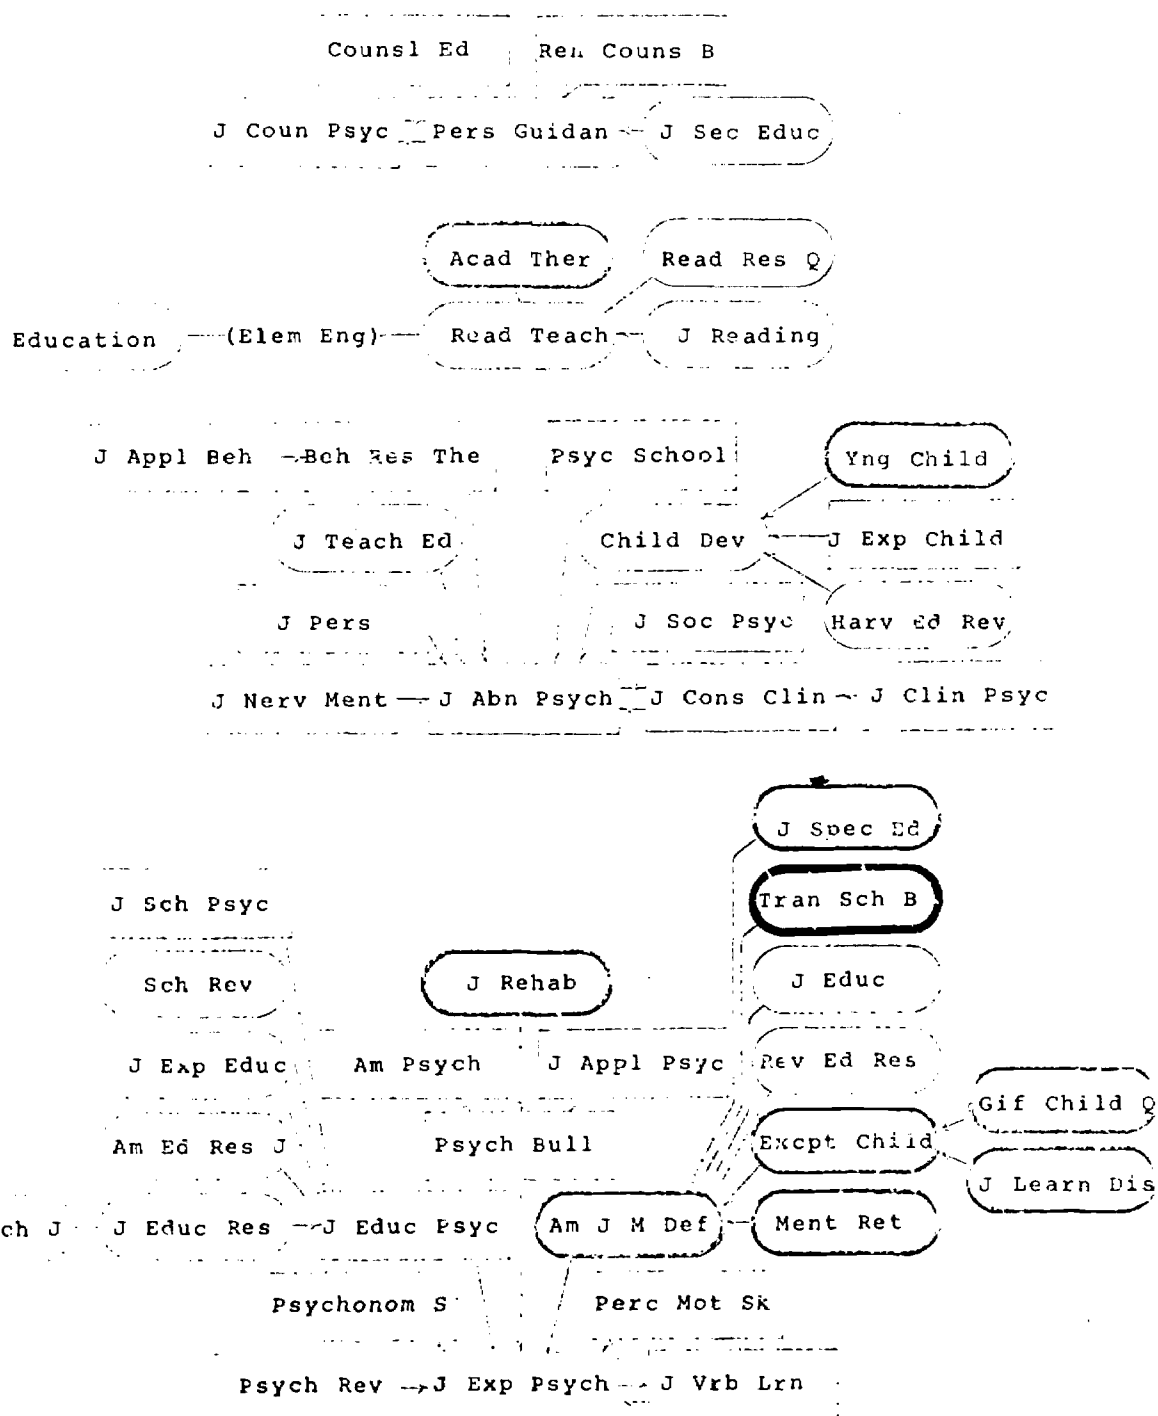 Counsl Ed Reh Couns B
J Coun Psyc Pers Guidan J Sec Educ
Acad Ther Read Res Q
Education (Elem Eng) Read Teach J Reading
J Appl Beh Beh Res The Psyc School Yng Child
J Teach Ed Child Dev J Exp Child
J Pers J Soc Psyc Harv Ed Rev
J Nerv Ment J Abn Psych J Cons Clin J Clin Psyc
J Spec Ed
J Sch Psyc Tran Sch B
Sch Rev J Rehab J Educ
J Exp Educ Am Psych J Appl Psyc Rev Ed Res
Gif Child Q
Am Ed Res J Psych Bull Excpt Child
J Learn Dis
ch J J Educ Res J Educ Psyc Am J M Def Ment Ret
Psychonom S Perc Mot Sk
Psych Rev J Exp Psych J Vrb Lrn